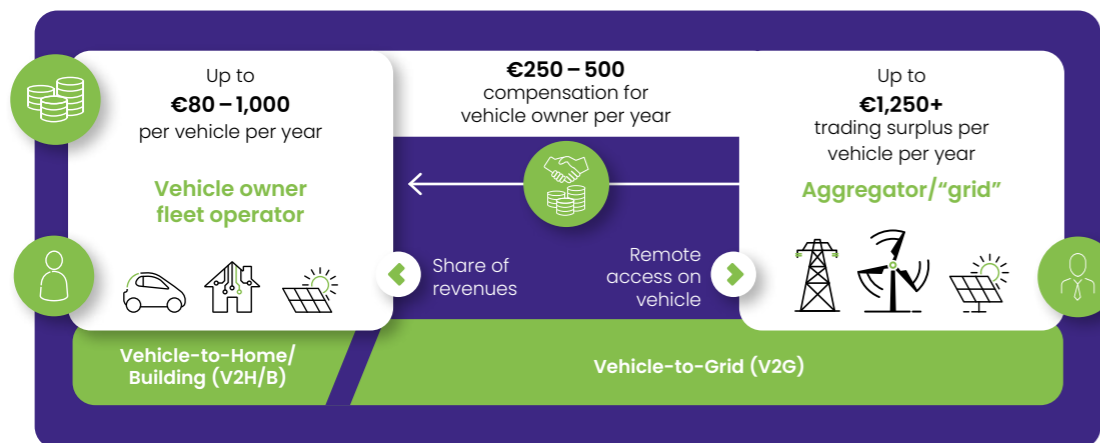 Up to
€80 – 1,000
per vehicle per year
Vehicle owner
fleet operator
€250 – 500
compensation for
vehicle owner per year
Share of
revenues
Remote
access on
vehicle
Up to
€1,250+
trading surplus per
vehicle per year
Aggregator/“grid”
Vehicle-to-Home/
Building (V2H/B)
Vehicle-to-Grid (V2G)